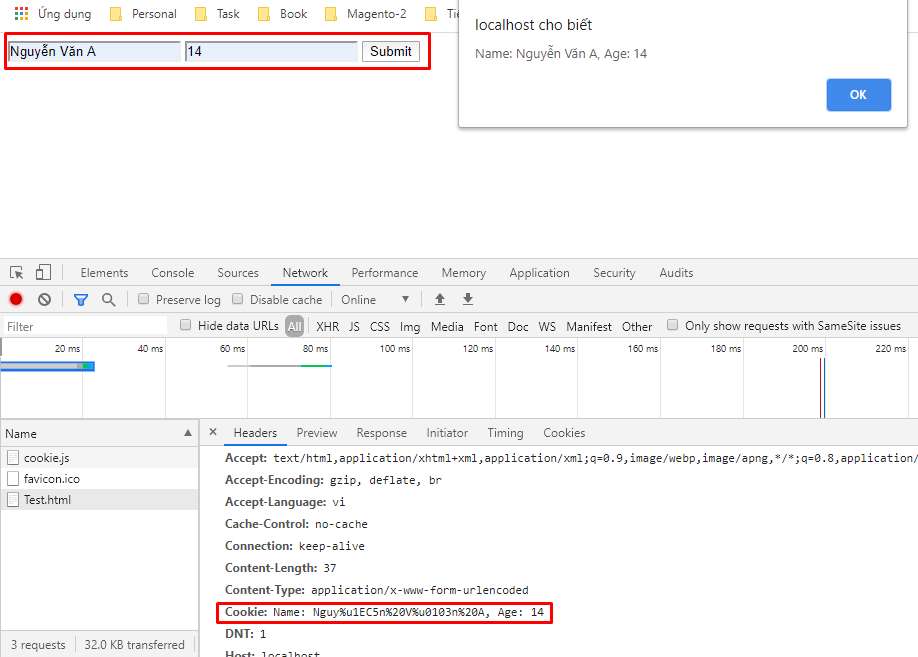 Ứng dụng Personal Task Book Magento-2
Nguyễn Văn A 14 Submit
localhost cho biết
Name: Nguyễn Văn A, Age: 14
OK
Elements Console Sources Network Performance Memory Application Security Audits
Preserve log Disable cache Online ▼
Filter Hide data URLs All XHR JS CSS Img Media Font Doc WS Manifest Other Only show requests with SameSite issues
20 ms 40 ms 60 ms 80 ms 100 ms 120 ms 140 ms 160 ms 180 ms 200 ms 220 ms
Name ▲ × Headers Preview Response Initiator Timing Cookies
cookie.js
favicon.ico
Test.html
Accept: text/html,application/xhtml+xml,application/xml;q=0.9,image/webp,image/apng,*/*;q=0.8,application/
Accept-Encoding: gzip, deflate, br
Accept-Language: vi
Cache-Control: no-cache
Connection: keep-alive
Content-Length: 37
Content-Type: application/x-www-form-urlencoded
Cookie: Name: Nguy%u1EC5n%20V%u0103n%20A, Age: 14
DNT: 1
Host: localhost
3 requests 32.0 KB transferred